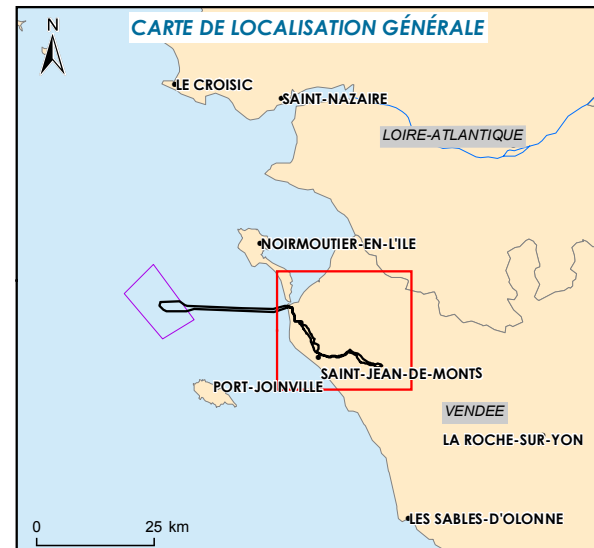 CARTE DE LOCALISATION GÉNÉRALE
N
LE CROISIC
SAINT-NAZAIRE
LOIRE-ATLANTIQUE
NOIRMOUTIER-EN-L'ILE
SAINT-JEAN-DE-MONTS
PORT-JOINVILLE
VENDEE
LA ROCHE-SUR-YON
LES SABLES-D'OLONNE
0 25 km